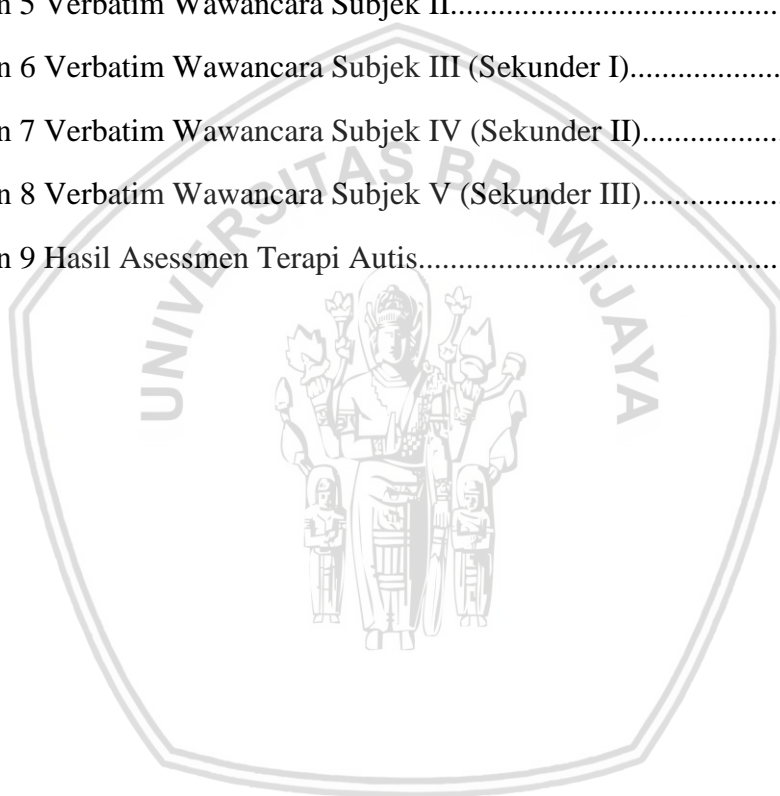 n 5 Verbatim Wawancara Subjek II..........................................
n 6 Verbatim Wawancara Subjek III (Sekunder I)...................
n 7 Verbatim Wawancara Subjek IV (Sekunder II).................
n 8 Verbatim Wawancara Subjek V (Sekunder III).................
n 9 Hasil Asessmen Terapi Autis.............................................
UNIVERSITAS BRAWIJAYA